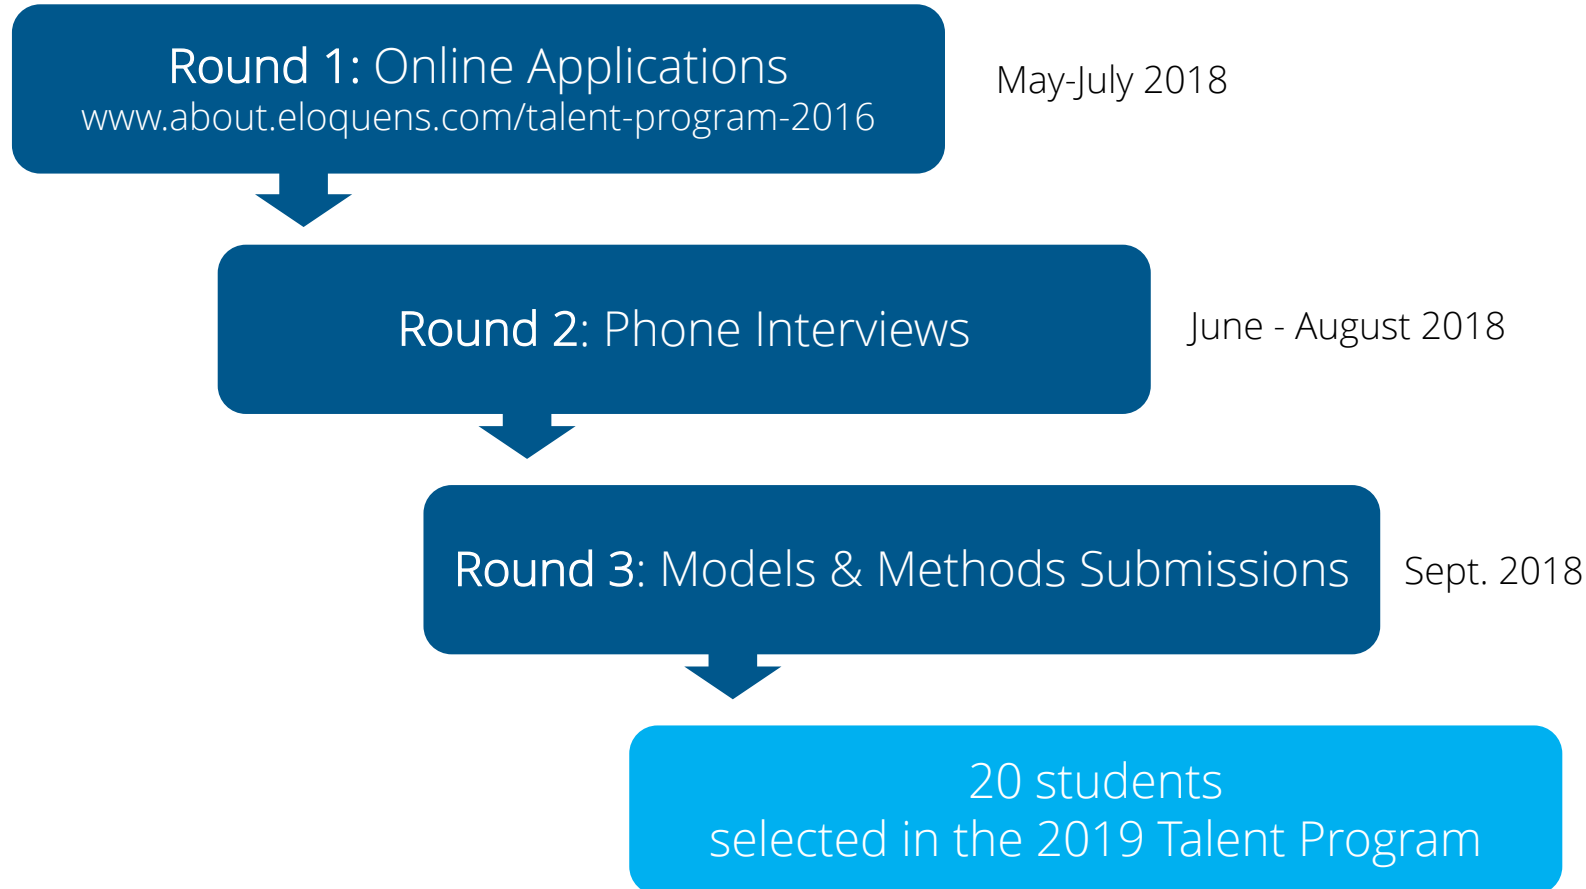 Round 1: Online Applications
www.about.eloquens.com/talent-program-2016
May-July 2018
Round 2: Phone Interviews
June - August 2018
Round 3: Models & Methods Submissions
Sept. 2018
20 students
selected in the 2019 Talent Program